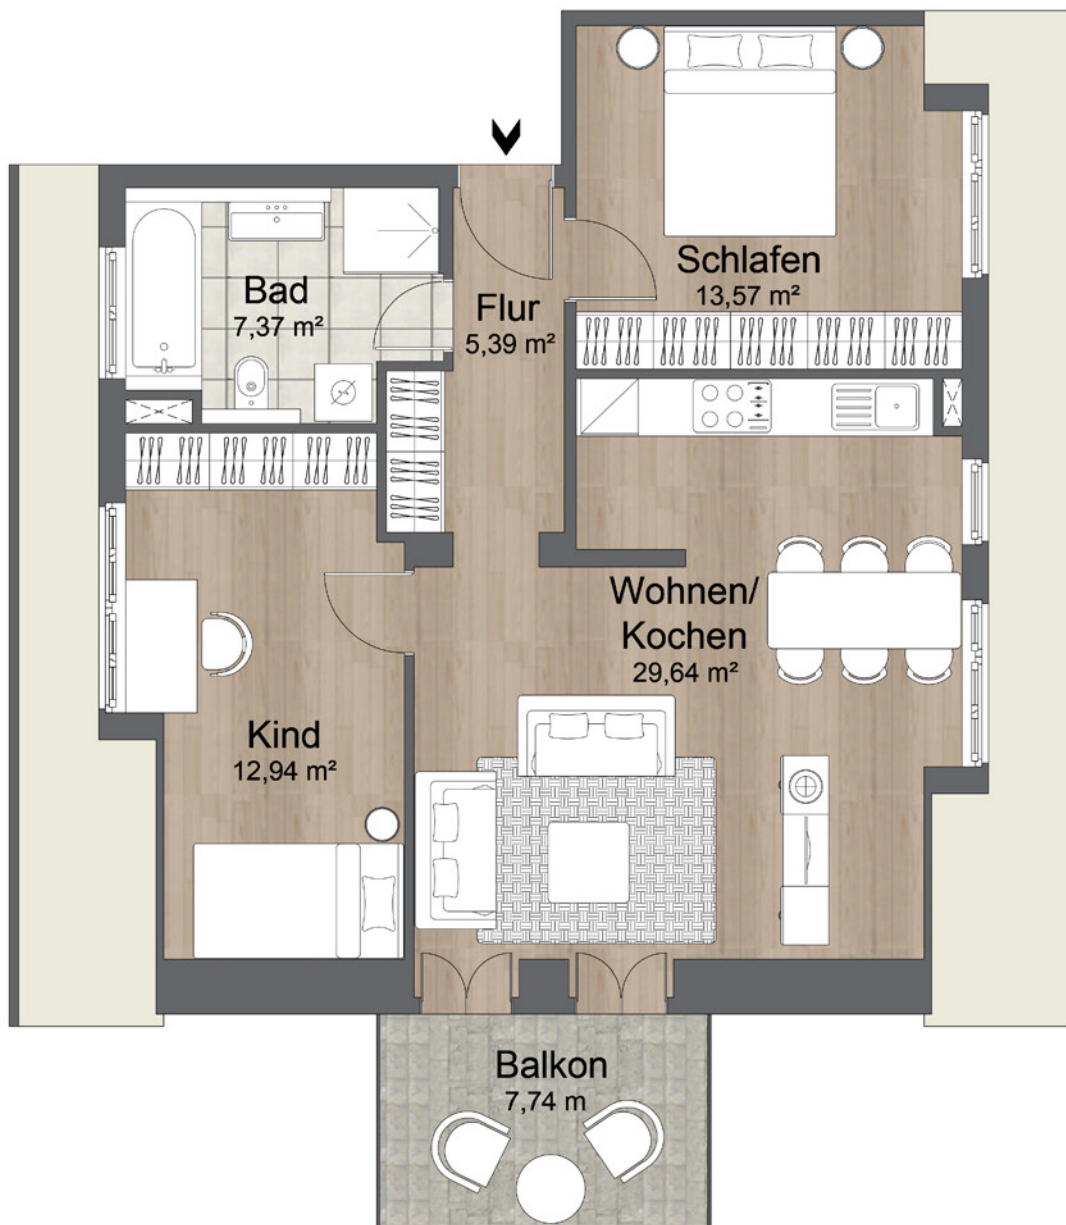 Schlafen
13,57 m²
Bad
7,37 m²
Flur
5,39 m²
Wohnen/
Kochen
29,64 m²
Kind
12,94 m²
Balkon
7,74 m